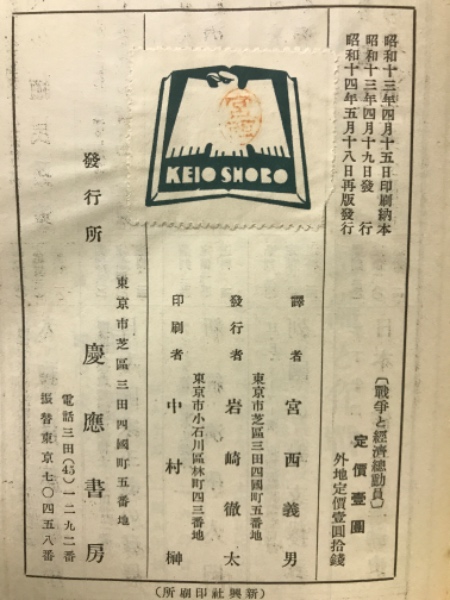 昭和十三年四月十五日印刷納本
昭和十三年四月十九日發行
昭和十四年五月十八日再版發行
〔戰爭と經濟總動員〕
定價壹圓
外地定價壹圓拾錢
譯者 宮西義男
東京市芝區三田四國町五番地
發行者 岩崎徹太
東京市小石川區林町四三番地
印刷者 中村榊
KEIO SHOBO
東京市芝區三田四國町五番地
發行所 慶應書房
電話三田(45)一二九二番
振替東京七〇四五八番
(新興社印刷所)